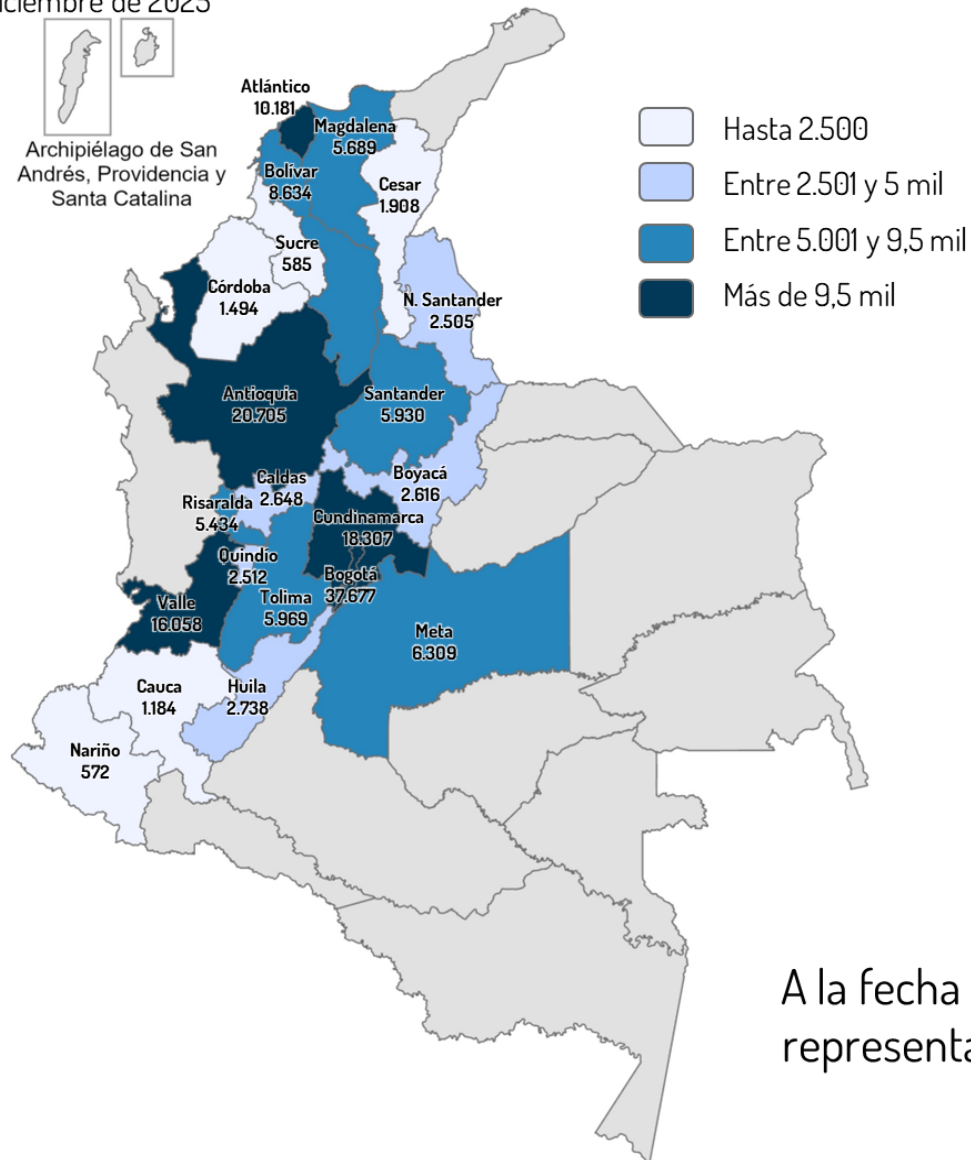 diciembre de 2025
Archipiélago de San
Andrés, Providencia y
Santa Catalina
Atlántico
10.181
Magdalena
5.689
Bolívar
8.634
Cesar
1.908
Sucre
585
Córdoba
1.494
N. Santander
2.505
Antioquia
20.705
Santander
5.930
Boyacá
2.616
Caldas
2.648
Risaralda
5.434
Cundinamarca
18.307
Quindío
2.512
Bogotá
37.677
Tolima
5.969
Valle
16.058
Meta
6.309
Cauca
1.184
Huila
2.738
Nariño
572
Hasta 2.500
Entre 2.501 y 5 mil
Entre 5.001 y 9,5 mil
Más de 9,5 mil
A la fecha
representa